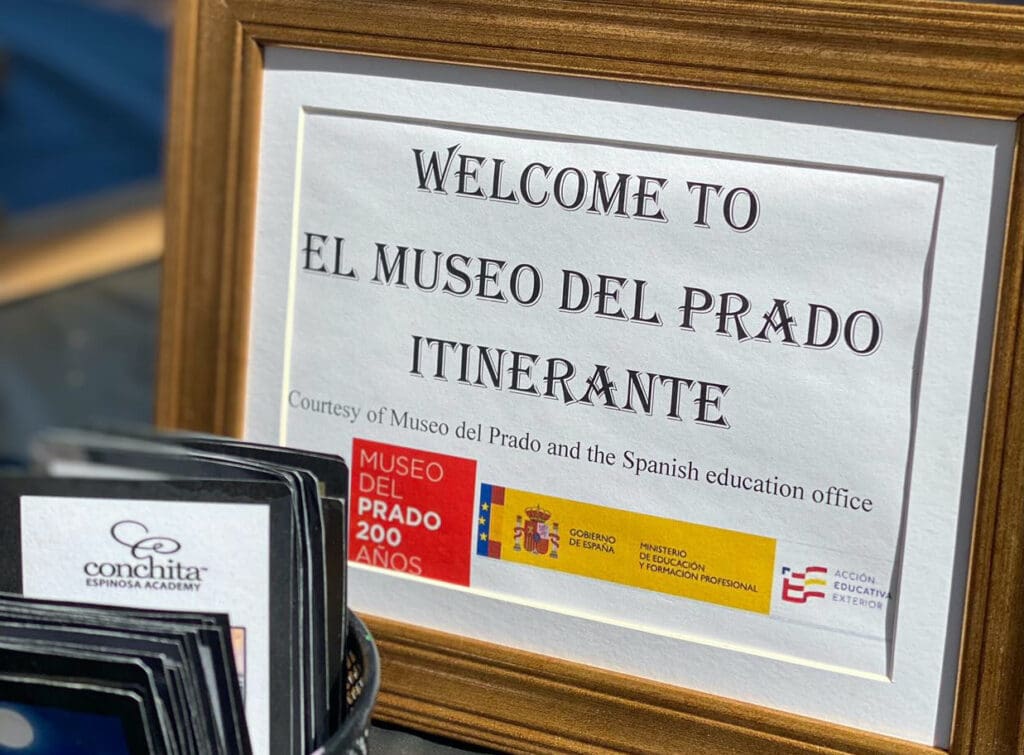 WELCOME TO
EL MUSEO DEL PRADO
ITINERANTE
Courtesy of Museo del Prado and the Spanish education office
MUSEO
DEL
PRADO
200
AÑOS
GOBIERNO
DE ESPAÑA
MINISTERIO
DE EDUCACIÓN
Y FORMACIÓN PROFESIONAL
ACCIÓN
EDUCATIVA
EXTERIOR
conchita™
ESPINOSA ACADEMY